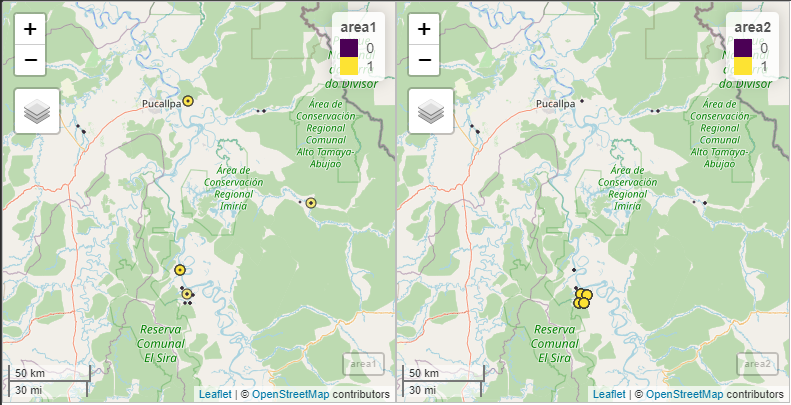 +
−
area1
0
1
Pucallpa
do Divisor
Área de
Conservación
Regional
Comunal
Alto Tamaya-
Abujao
Área de
Conservación
Regional
Imiría
Reserva
Comunal
El Sira
50 km
30 mi
area1
Leaflet | © OpenStreetMap contributors
+
−
area2
0
1
Pucallpa
do Divisor
Área de
Conservación
Regional
Comunal
Alto Tamaya-
Abujao
Área de
Conservación
Regional
Imiría
Reserva
Comunal
El Sira
50 km
30 mi
area2
Leaflet | © OpenStreetMap contributors